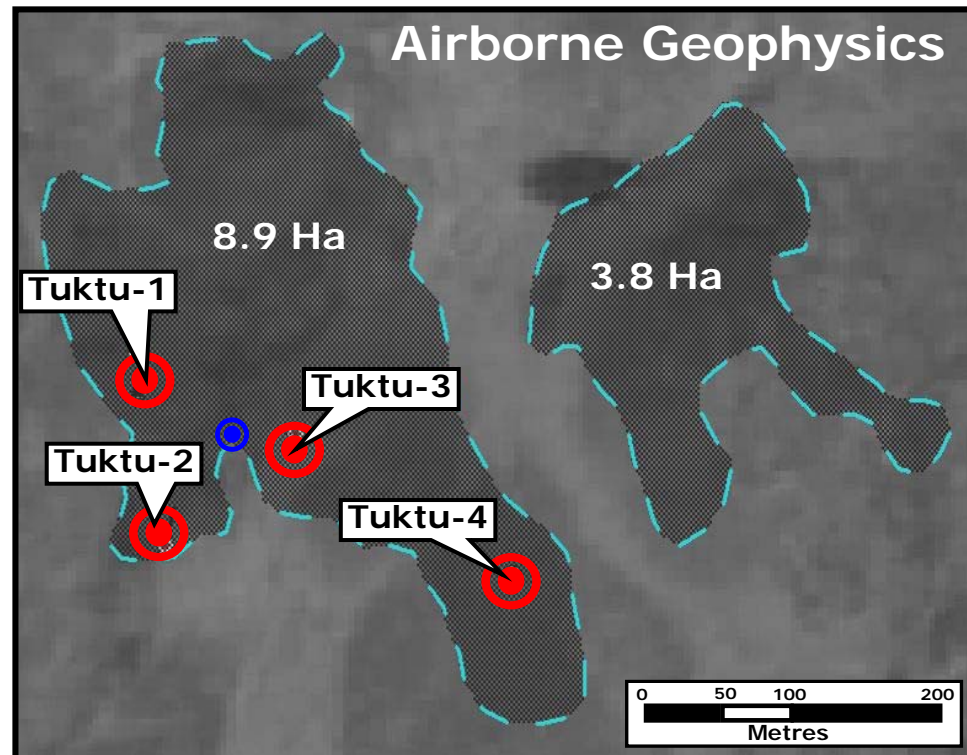 Airborne Geophysics
8.9 Ha
3.8 Ha
Tuktu-1
Tuktu-3
Tuktu-2
Tuktu-4
0 50 100 200
Metres